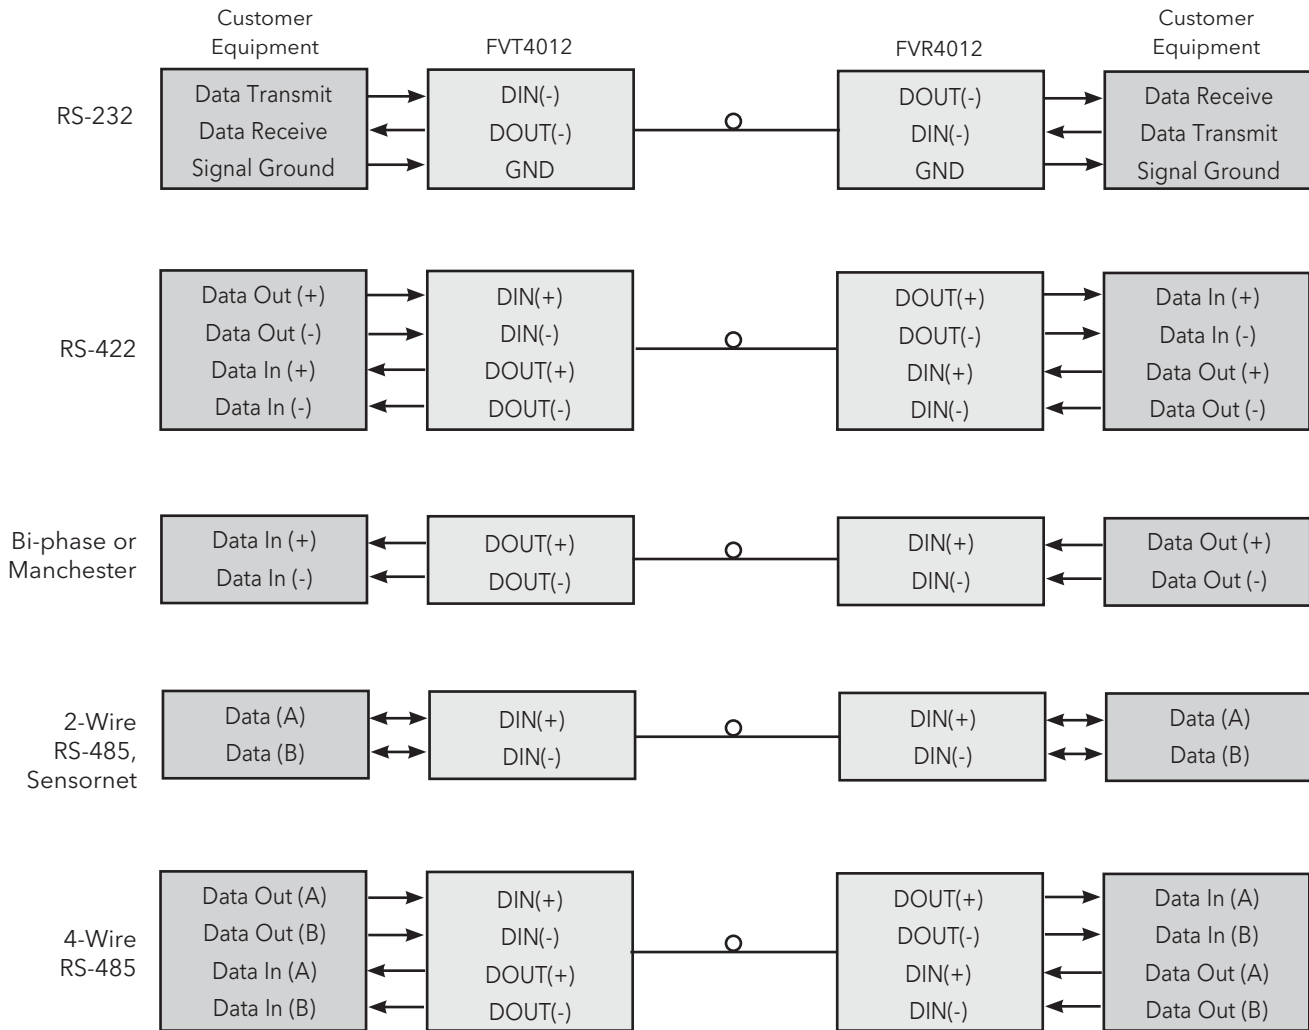 Customer
Equipment
FVT4012
FVR4012
Customer
Equipment
RS-232
Data Transmit
Data Receive
Signal Ground
DIN(-)
DOUT(-)
GND
DOUT(-)
DIN(-)
GND
Data Receive
Data Transmit
Signal Ground
RS-422
Data Out (+)
Data Out (-)
Data In (+)
Data In (-)
DIN(+)
DIN(-)
DOUT(+)
DOUT(-)
DOUT(+)
DOUT(-)
DIN(+)
DIN(-)
Data In (+)
Data In (-)
Data Out (+)
Data Out (-)
Bi-phase or
Manchester
Data In (+)
Data In (-)
DOUT(+)
DOUT(-)
DIN(+)
DIN(-)
Data Out (+)
Data Out (-)
2-Wire
RS-485,
Sensornet
Data (A)
Data (B)
DIN(+)
DIN(-)
DIN(+)
DIN(-)
Data (A)
Data (B)
4-Wire
RS-485
Data Out (A)
Data Out (B)
Data In (A)
Data In (B)
DIN(+)
DIN(-)
DOUT(+)
DOUT(-)
DOUT(+)
DOUT(-)
DIN(+)
DIN(-)
Data In (A)
Data In (B)
Data Out (A)
Data Out (B)